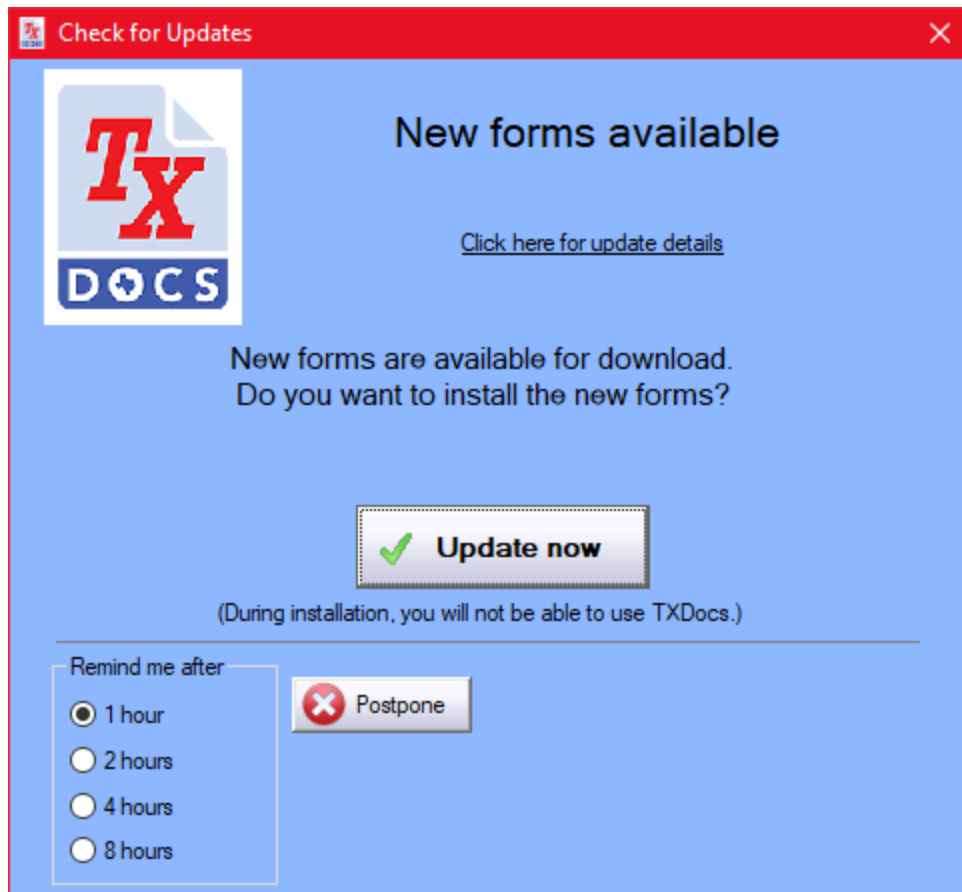 Check for Updates
TX
DOCS
New forms available
Click here for update details
New forms are available for download.
Do you want to install the new forms?
Update now
(During installation, you will not be able to use TXDocs.)
Remind me after
1 hour
2 hours
4 hours
8 hours
Postpone